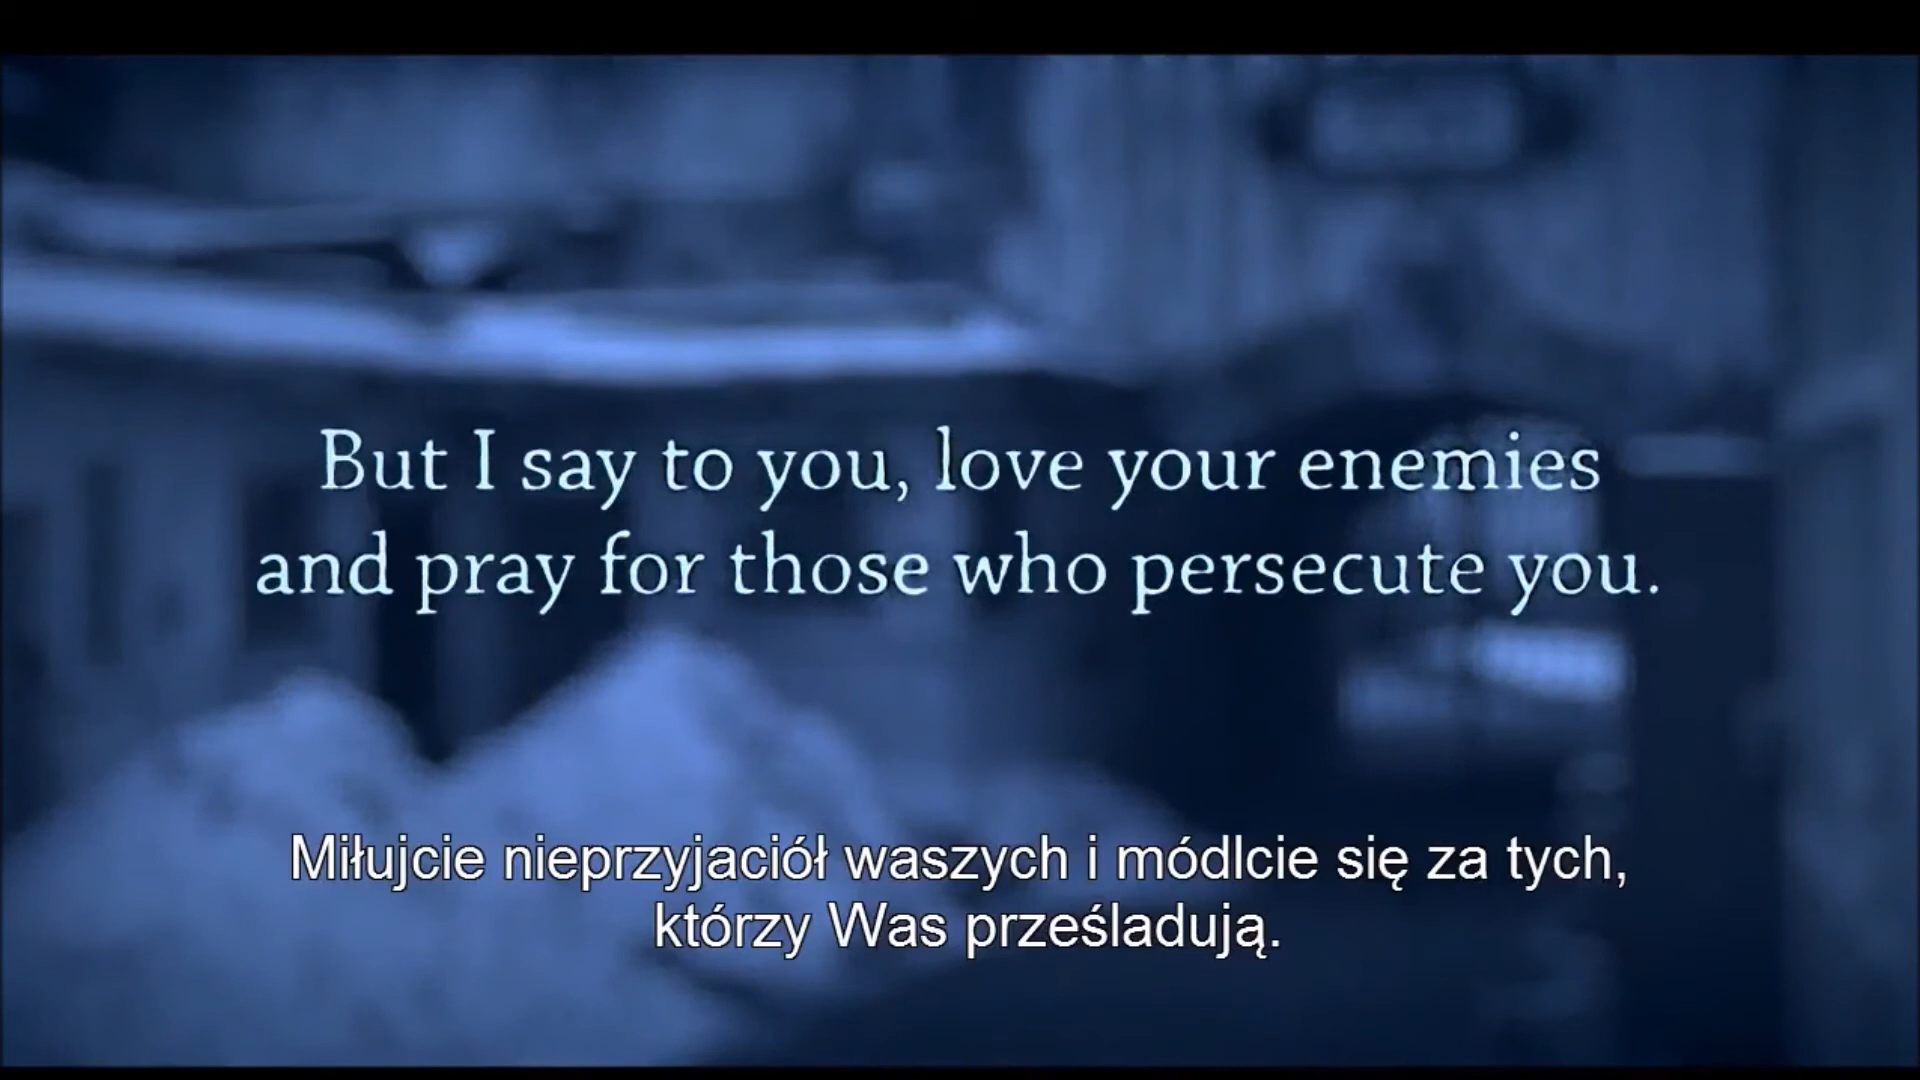 But I say to you, love your enemies
and pray for those who persecute you.
Miłujcie nieprzyjaciół waszych i módlcie się za tych,
którzy Was prześladują.